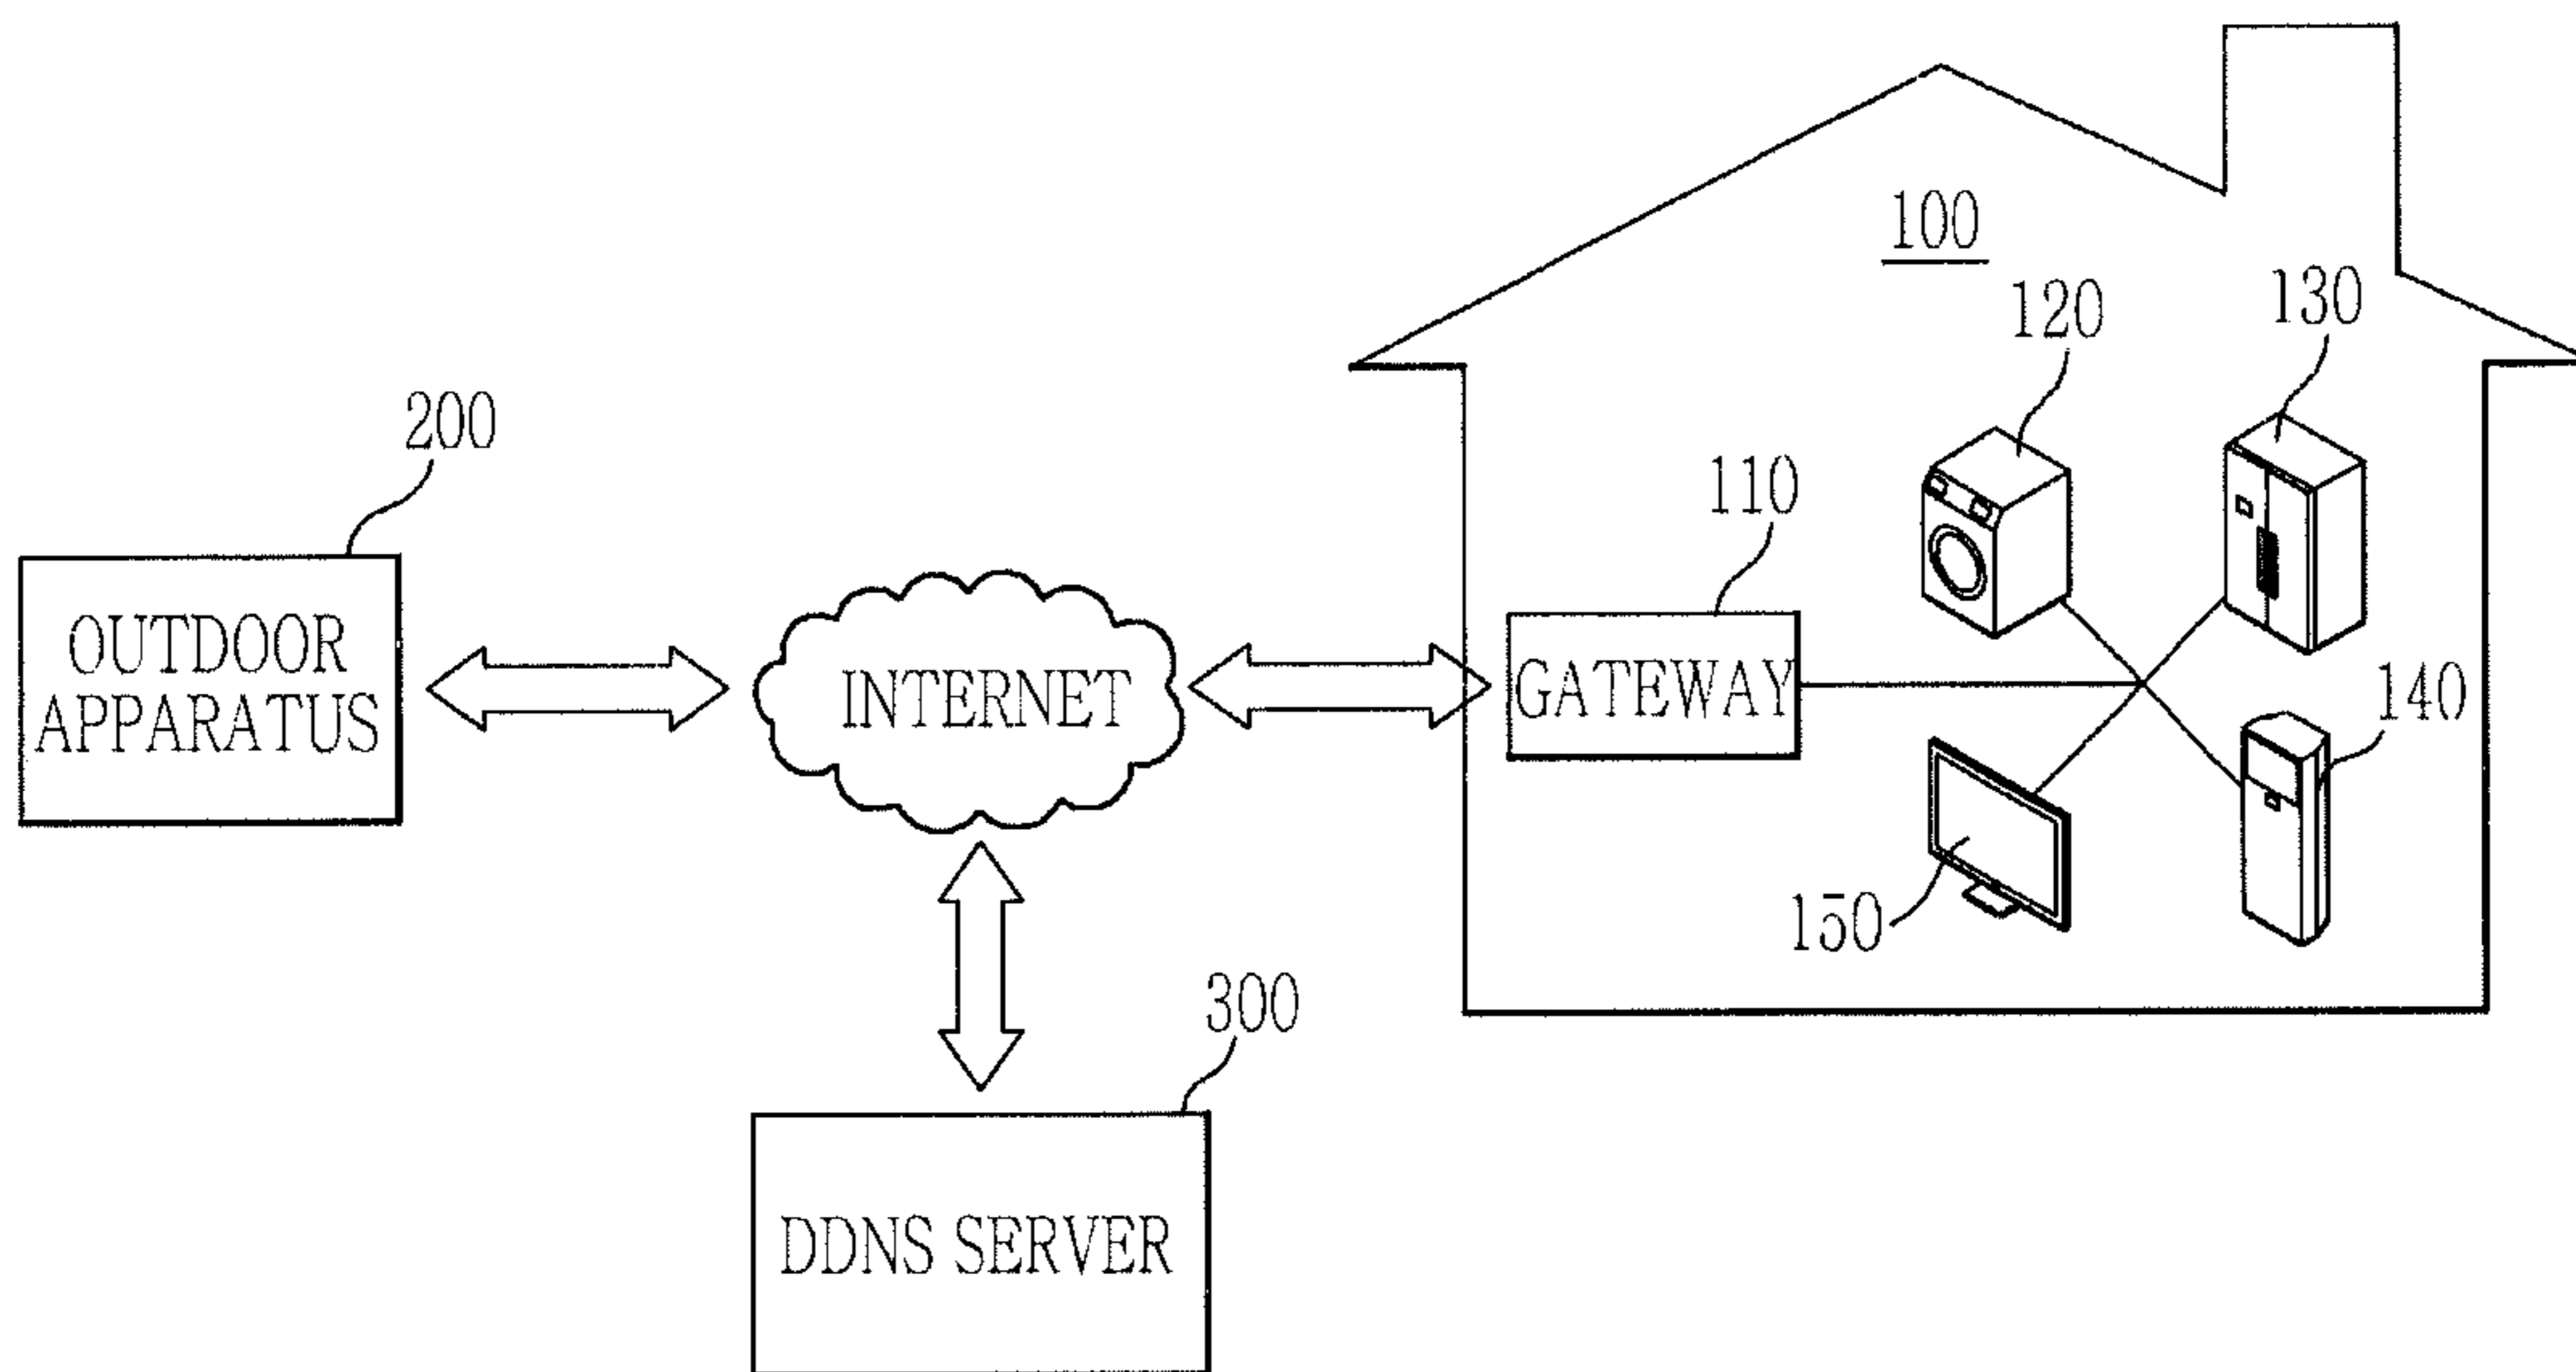 100
120
130
200
110
OUTDOOR
APPARATUS
INTERNET
GATEWAY
140
150
300
DDNS SERVER